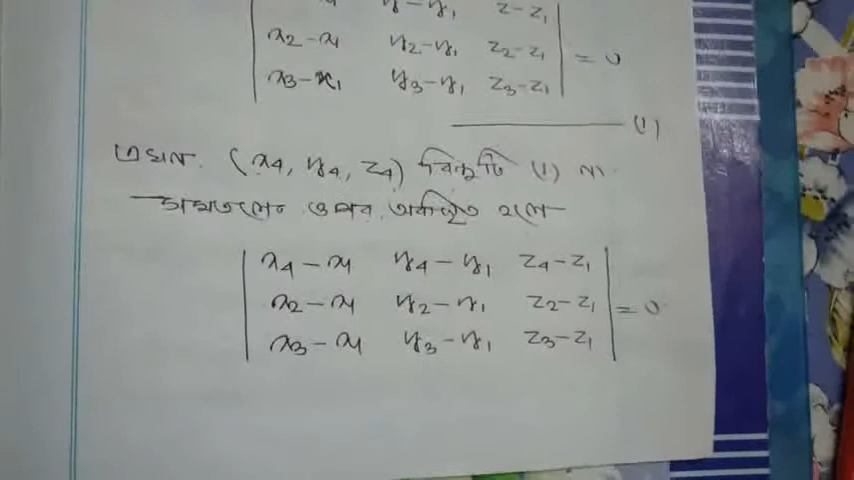 y-y₁ z-z₁
x₂-x₁ y₂-y₁ z₂-z₁ = 0
x₃-x₁ y₃-y₁ z₃-z₁
(1)
এখন, (x₄, y₄, z₄) বিন্দুটি (1) নং
সমতলের উপর অবস্থিত হলে
x₄-x₁ y₄-y₁ z₄-z₁
x₂-x₁ y₂-y₁ z₂-z₁ = 0
x₃-x₁ y₃-y₁ z₃-z₁